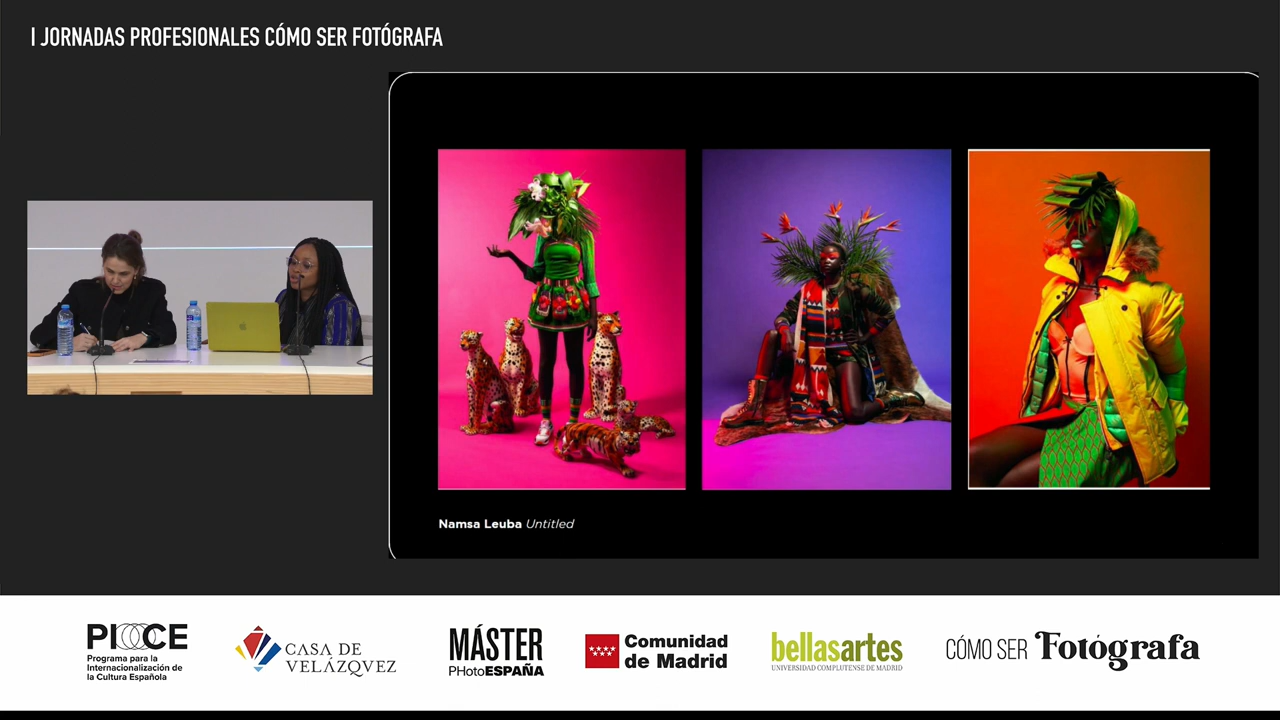 I JORNADAS PROFESIONALES CÓMO SER FOTÓGRAFA
Namsa Leuba Untitled
PICE
Programa para la
Internacionalización de
la Cultura Española
CASA DE
VELÁZQVEZ
MÁSTER
PHotoESPAÑA
Comunidad
de Madrid
bellasartes
UNIVERSIDAD COMPLUTENSE DE MADRID
CÓMO SER Fotógrafa